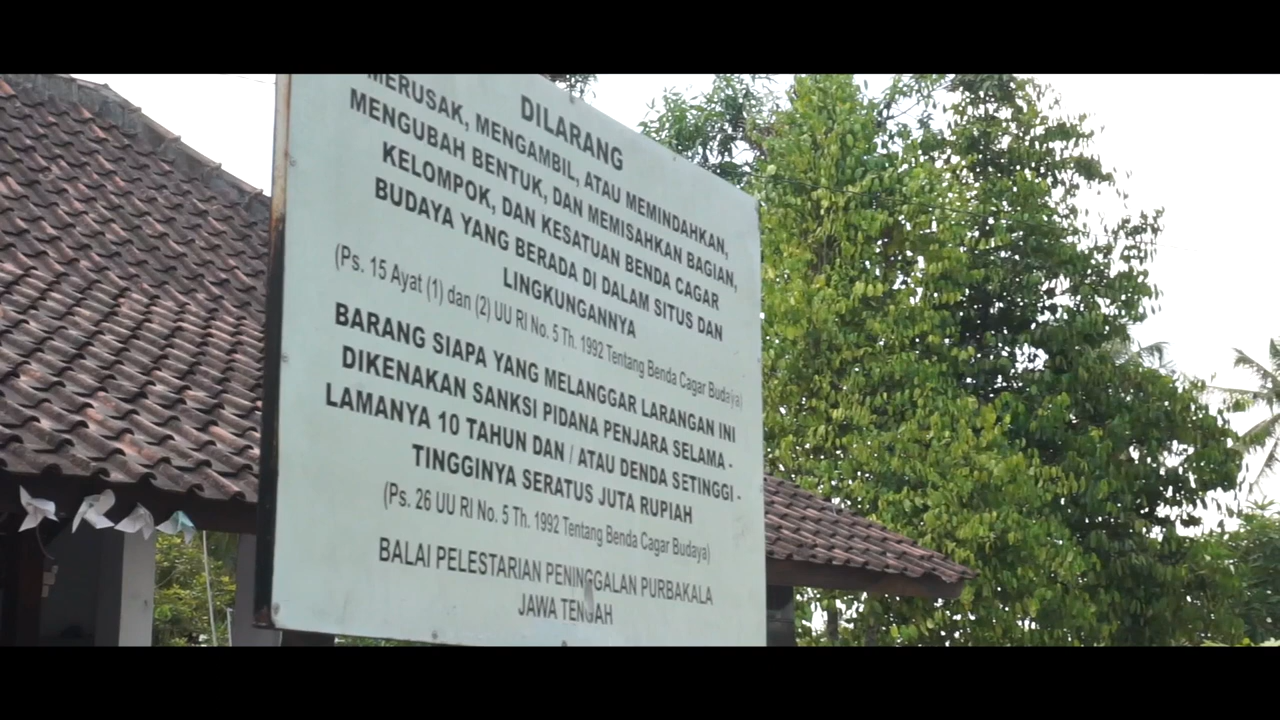 DILARANG
MERUSAK, MENGAMBIL, ATAU MEMINDAHKAN,
MENGUBAH BENTUK, DAN MEMISAHKAN BAGIAN,
KELOMPOK, DAN KESATUAN BENDA CAGAR
BUDAYA YANG BERADA DI DALAM SITUS DAN
LINGKUNGANNYA
(Ps. 15 Ayat (1) dan (2) UU RI No. 5 Th. 1992 Tentang Benda Cagar Budaya)
BARANG SIAPA YANG MELANGGAR LARANGAN INI
DIKENAKAN SANKSI PIDANA PENJARA SELAMA -
LAMANYA 10 TAHUN DAN / ATAU DENDA SETINGGI -
TINGGINYA SERATUS JUTA RUPIAH
(Ps. 26 UU RI No. 5 Th. 1992 Tentang Benda Cagar Budaya)
BALAI PELESTARIAN PENINGGALAN PURBAKALA
JAWA TENGAH